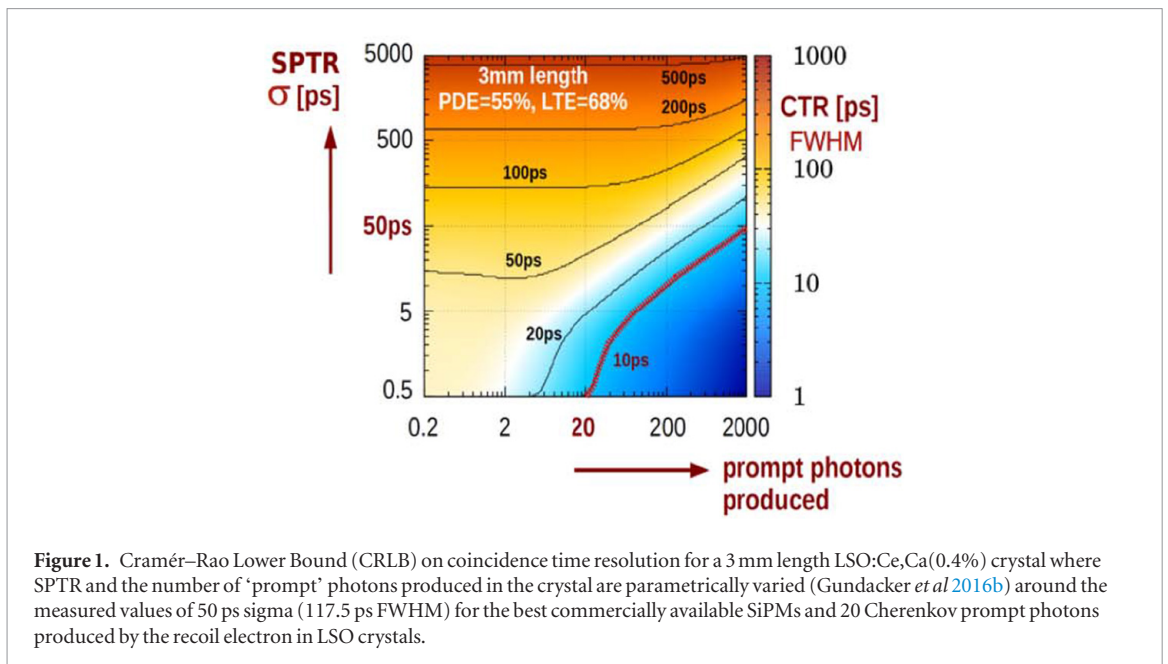 SPTR
σ [ps]
5000
500
50ps
5
0.5
3mm length
PDE=55%, LTE=68%
500ps
200ps
100ps
50ps
20ps
10ps
0.2
2
20
200
2000
prompt photons
produced
1000
CTR [ps]
FWHM
100
10
1
Figure 1. Cramér–Rao Lower Bound (CRLB) on coincidence time resolution for a 3 mm length LSO:Ce,Ca(0.4%) crystal where
SPTR and the number of ‘prompt’ photons produced in the crystal are parametrically varied (Gundacker et al 2016b) around the
measured values of 50 ps sigma (117.5 ps FWHM) for the best commercially available SiPMs and 20 Cherenkov prompt photons
produced by the recoil electron in LSO crystals.